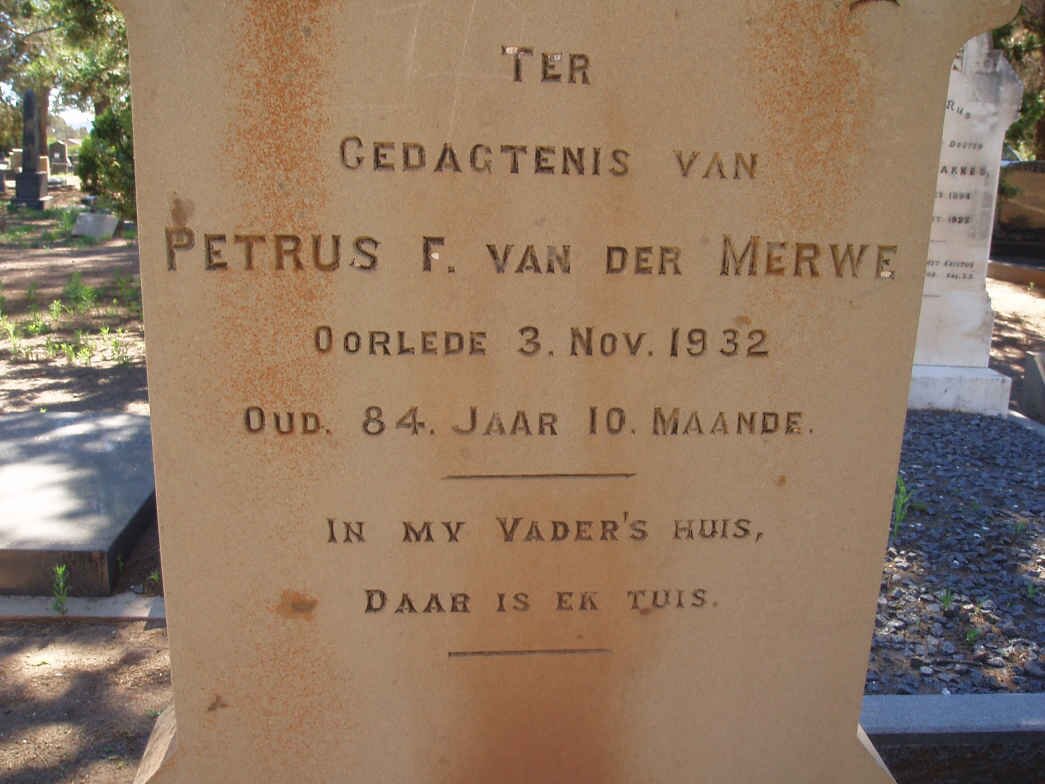 TER
GEDAGTENIS VAN
PETRUS F. VAN DER MERWE
OORLEDE 3. NOV. 1932
OUD. 84. JAAR 10. MAANDE.
IN MY VADER'S HUIS,
DAAR IS EK TUIS.